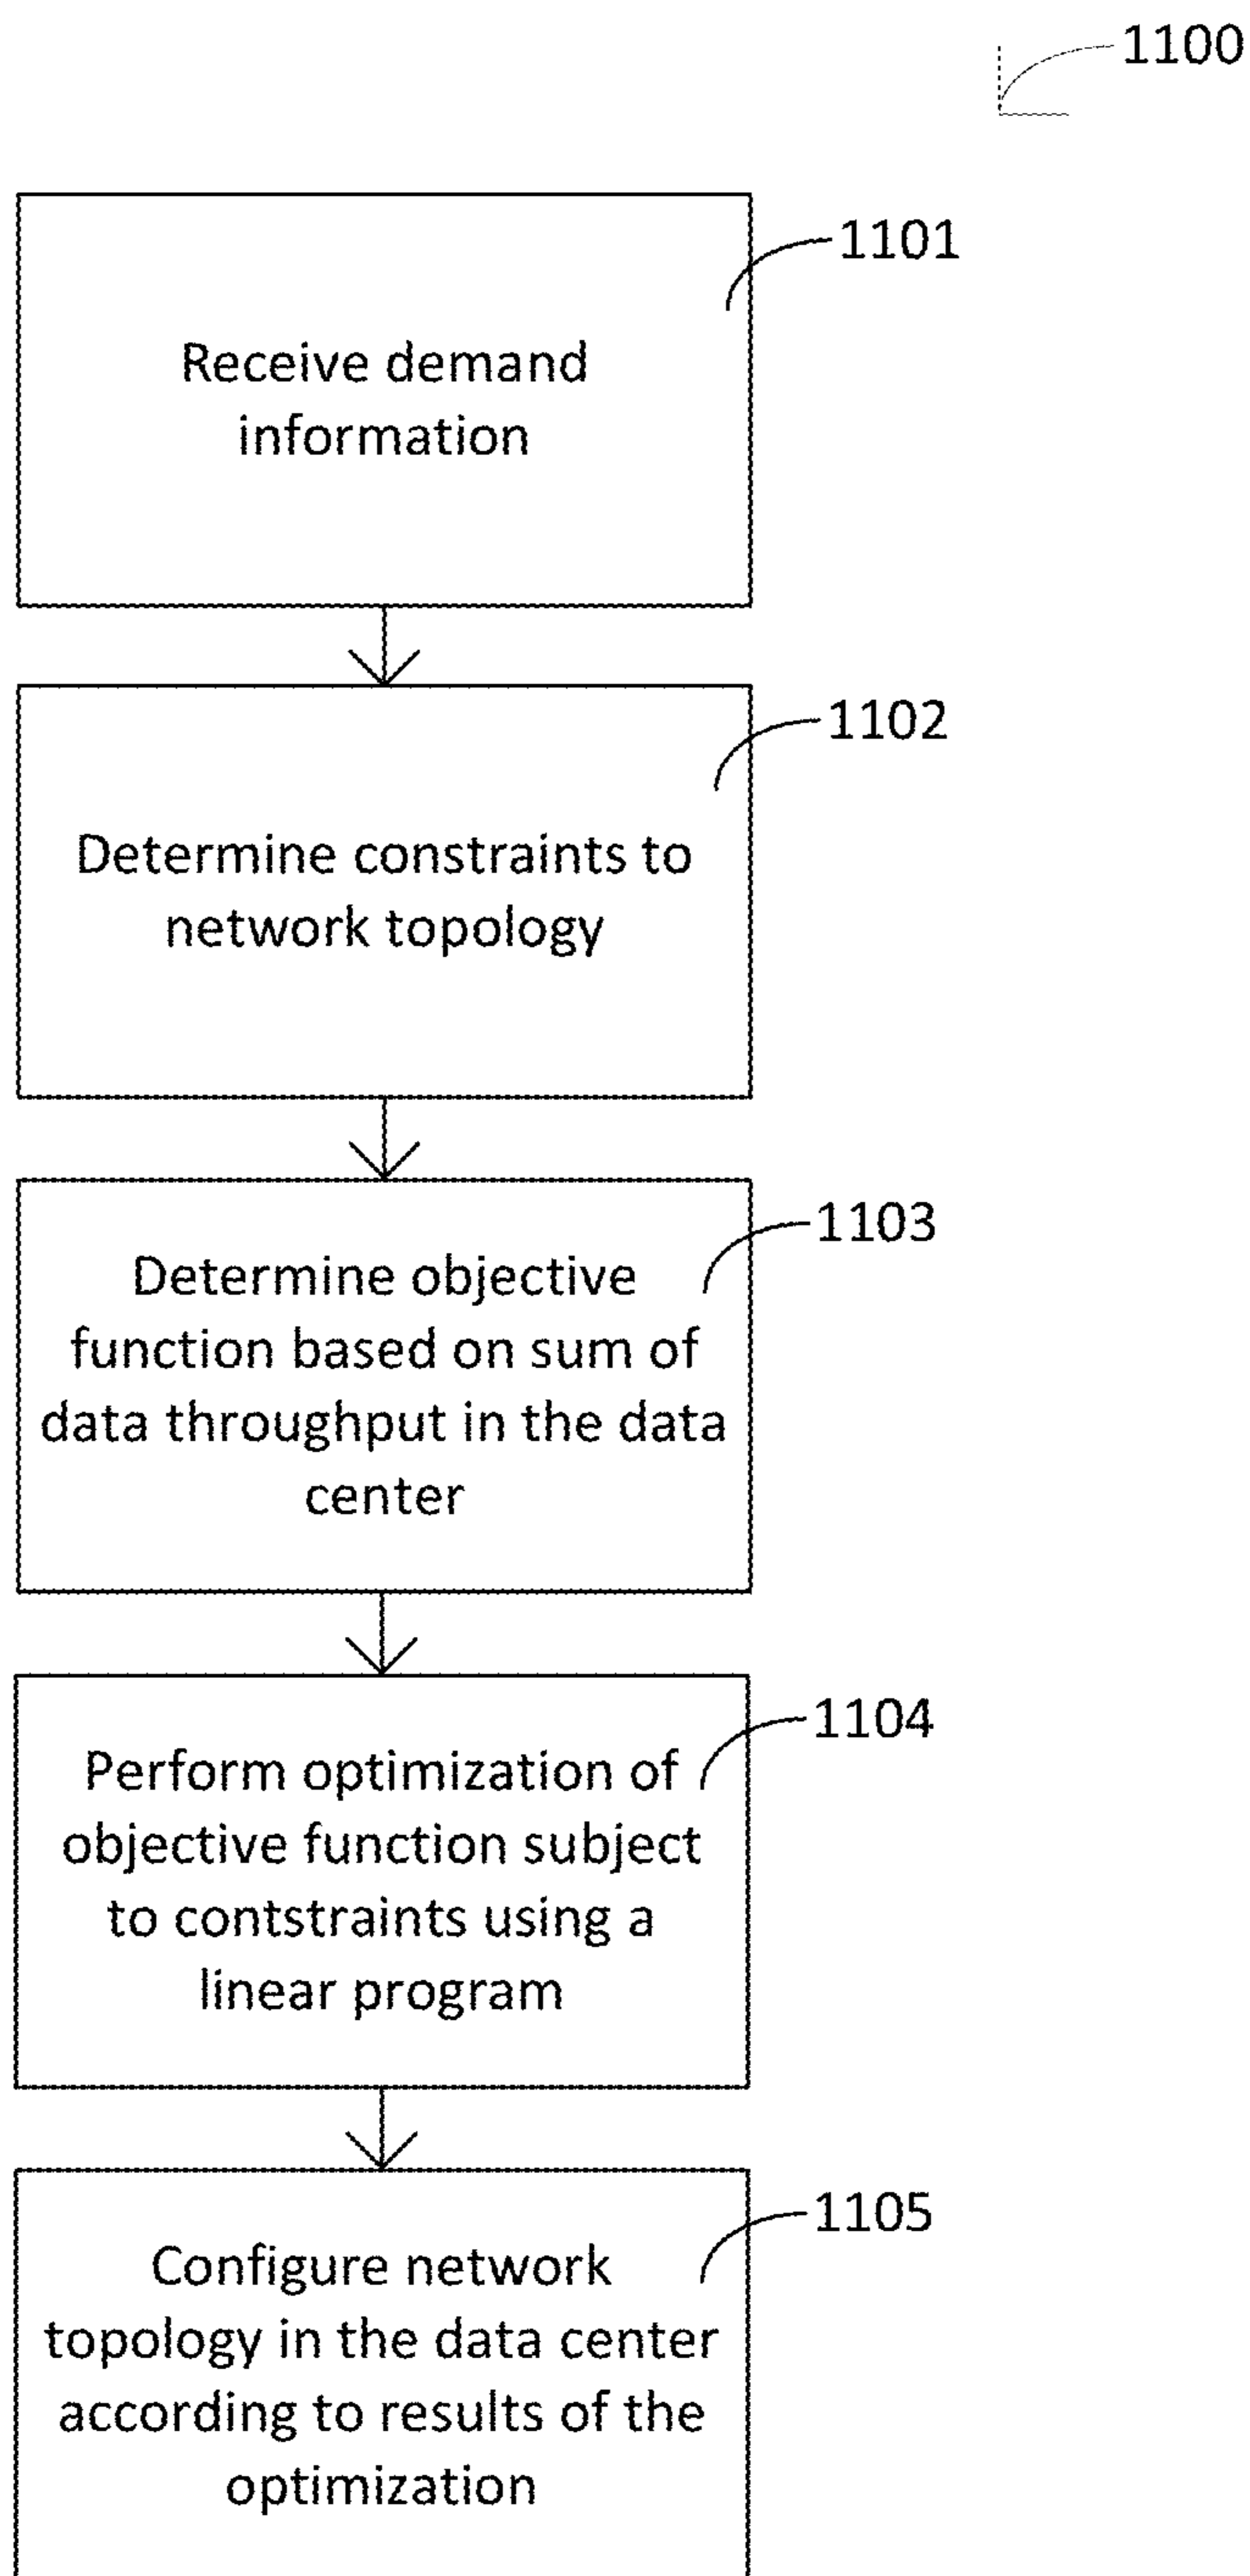 1100
1101
Receive demand
information
1102
Determine constraints to
network topology
1103
Determine objective
function based on sum of
data throughput in the data
center
1104
Perform optimization of
objective function subject
to contstraints using a
linear program
1105
Configure network
topology in the data center
according to results of the
optimization